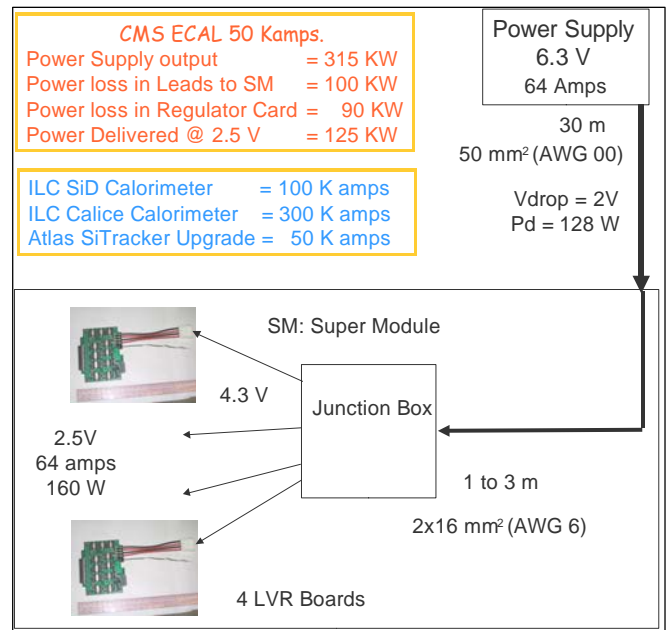 CMS ECAL 50 Kamps.
Power Supply output = 315 KW
Power loss in Leads to SM = 100 KW
Power loss in Regulator Card = 90 KW
Power Delivered @ 2.5 V = 125 KW
ILC SiD Calorimeter = 100 K amps
ILC Calice Calorimeter = 300 K amps
Atlas SiTracker Upgrade = 50 K amps
Power Supply
6.3 V
64 Amps
30 m
50 mm² (AWG 00)
Vdrop = 2V
Pd = 128 W
SM: Super Module
4.3 V
Junction Box
2.5V
64 amps
160 W
1 to 3 m
2x16 mm² (AWG 6)
4 LVR Boards